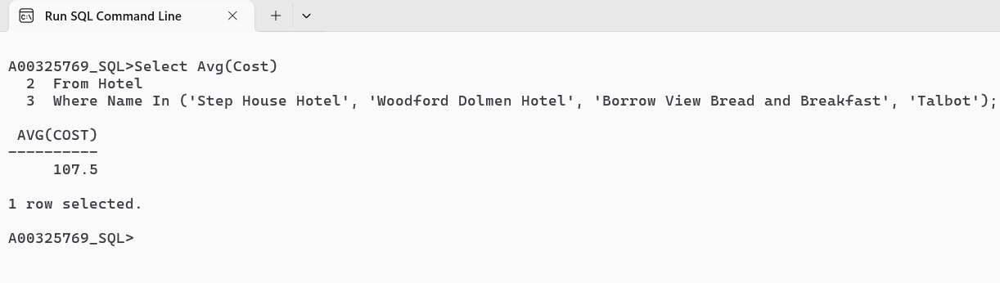 Run SQL Command Line
A00325769_SQL>Select Avg(Cost)
2 From Hotel
3 Where Name In ('Step House Hotel', 'Woodford Dolmen Hotel', 'Borrow View Bread and Breakfast', 'Talbot');
AVG(COST)
----------
107.5
1 row selected.
A00325769_SQL>